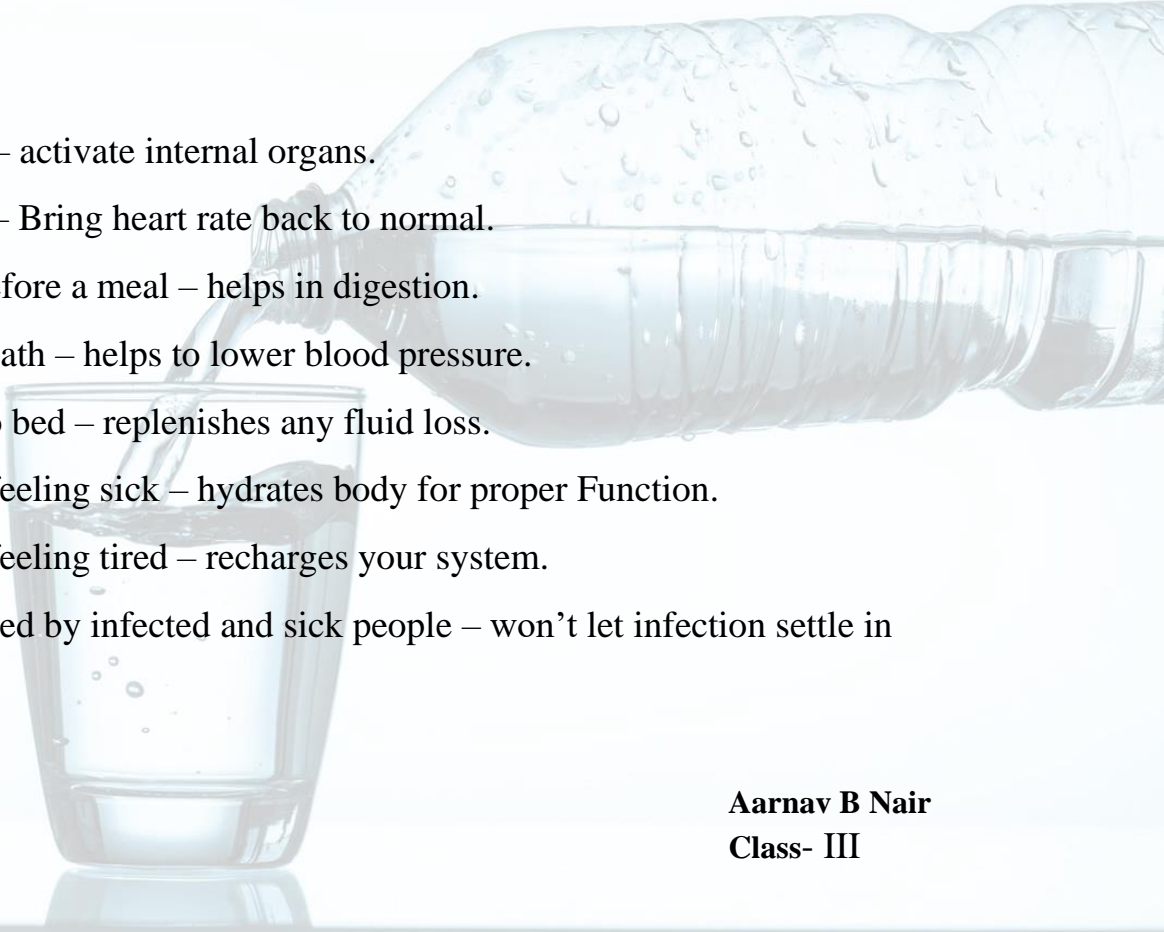 – activate internal organs.
– Bring heart rate back to normal.
fore a meal – helps in digestion.
ath – helps to lower blood pressure.
bed – replenishes any fluid loss.
eeling sick – hydrates body for proper Function.
eeling tired – recharges your system.
ed by infected and sick people – won’t let infection settle in
Aarnav B Nair
Class- III